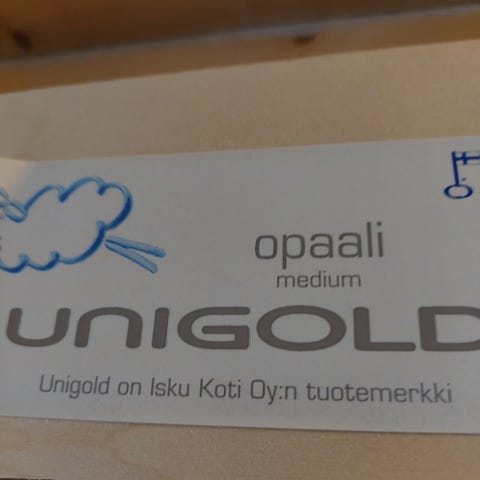 opaali
medium
UNIGOLD
Unigold on Isku Koti Oy:n tuotemerkki